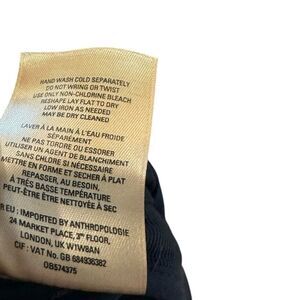 HAND WASH COLD SEPARATELY
DO NOT WRING OR TWIST
USE ONLY NON-CHLORINE BLEACH
RESHAPE LAY FLAT TO DRY
LOW IRON AS NEEDED
MAY BE DRY CLEANED
LAVER À LA MAIN À L'EAU FROIDE
SÉPARÉMENT
NE PAS TORDRE OU ESSORER
UTILISER UN AGENT DE BLANCHIMENT
SANS CHLORE SI NÉCESSAIRE
METTRE EN FORME ET SECHER À PLAT
REPASSER, AU BESOIN,
À TRÈS BASSE TEMPÉRATURE
PEUT-ÊTRE ÊTRE NETTOYÉE À SEC
EU : IMPORTED BY ANTHROPOLOGIE
24 MARKET PLACE, 3RD FLOOR,
LONDON, UK W1W8AN
CIF : VAT No. GB 684936382
OB574375